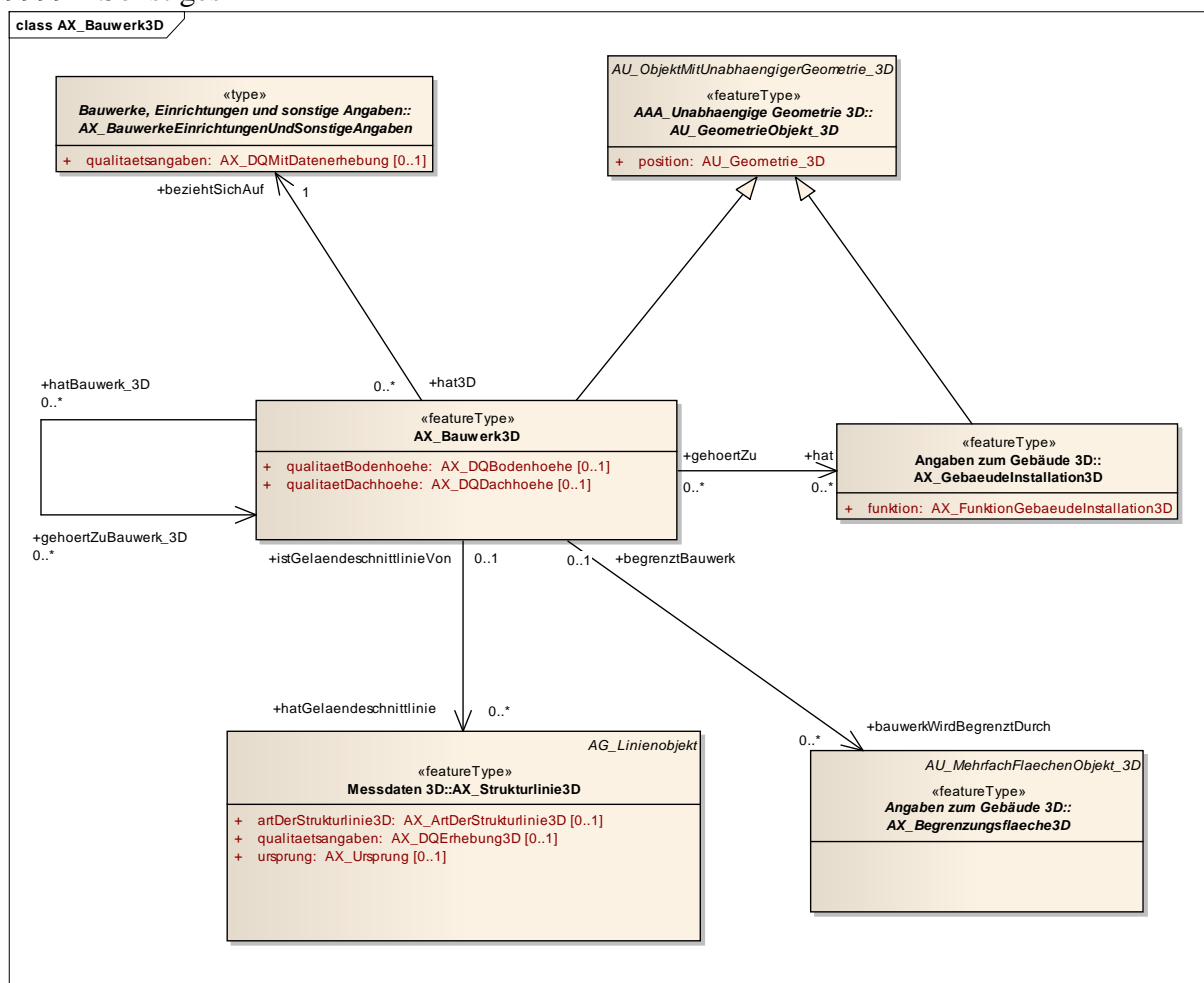 class AX_Bauwerk3D
«type»
Bauwerke, Einrichtungen und sonstige Angaben::
AX_BauwerkeEinrichtungenUndSonstigeAngaben
+ qualitaetsangaben: AX_DQMitDatenerhebung [0..1]
AU_ObjektMitUnabhaengigerGeometrie_3D
«featureType»
AAA_Unabhaengige Geometrie 3D::
AU_GeometrieObjekt_3D
+ position: AU_Geometrie_3D
+beziehtSichAuf
1
0..*
+hat3D
+hatBauwerk_3D
0..*
«featureType»
AX_Bauwerk3D
+ qualitaetBodenhoehe: AX_DQBodenhoehe [0..1]
+ qualitaetDachhoehe: AX_DQDachhoehe [0..1]
+gehoertZu
0..*
+hat
0..*
«featureType»
Angaben zum Gebäude 3D::
AX_GebaeudeInstallation3D
+ funktion: AX_FunktionGebaeudeInstallation3D
+gehoertZuBauwerk_3D
0..*
+istGelaendeschnittlinieVon
0..1
0..1
+begrenztBauwerk
+hatGelaendeschnittlinie
0..*
+bauwerkWirdBegrenztDurch
0..*
AG_Linienobjekt
«featureType»
Messdaten 3D::AX_Strukturlinie3D
+ artDerStrukturlinie3D: AX_ArtDerStrukturlinie3D [0..1]
+ qualitaetsangaben: AX_DQErhebung3D [0..1]
+ ursprung: AX_Ursprung [0..1]
AU_MehrfachFlaechenObjekt_3D
«featureType»
Angaben zum Gebäude 3D::
AX_Begrenzungsflaeche3D